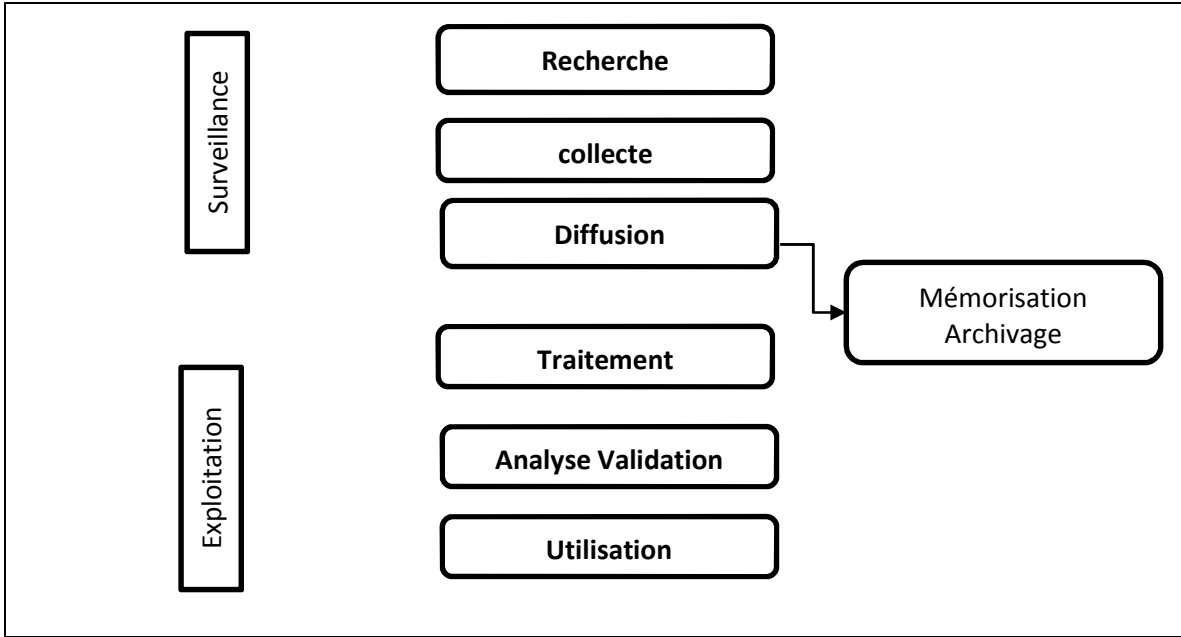 Surveillance
Recherche
collecte
Diffusion
Mémorisation
Archivage
Exploitation
Traitement
Analyse Validation
Utilisation